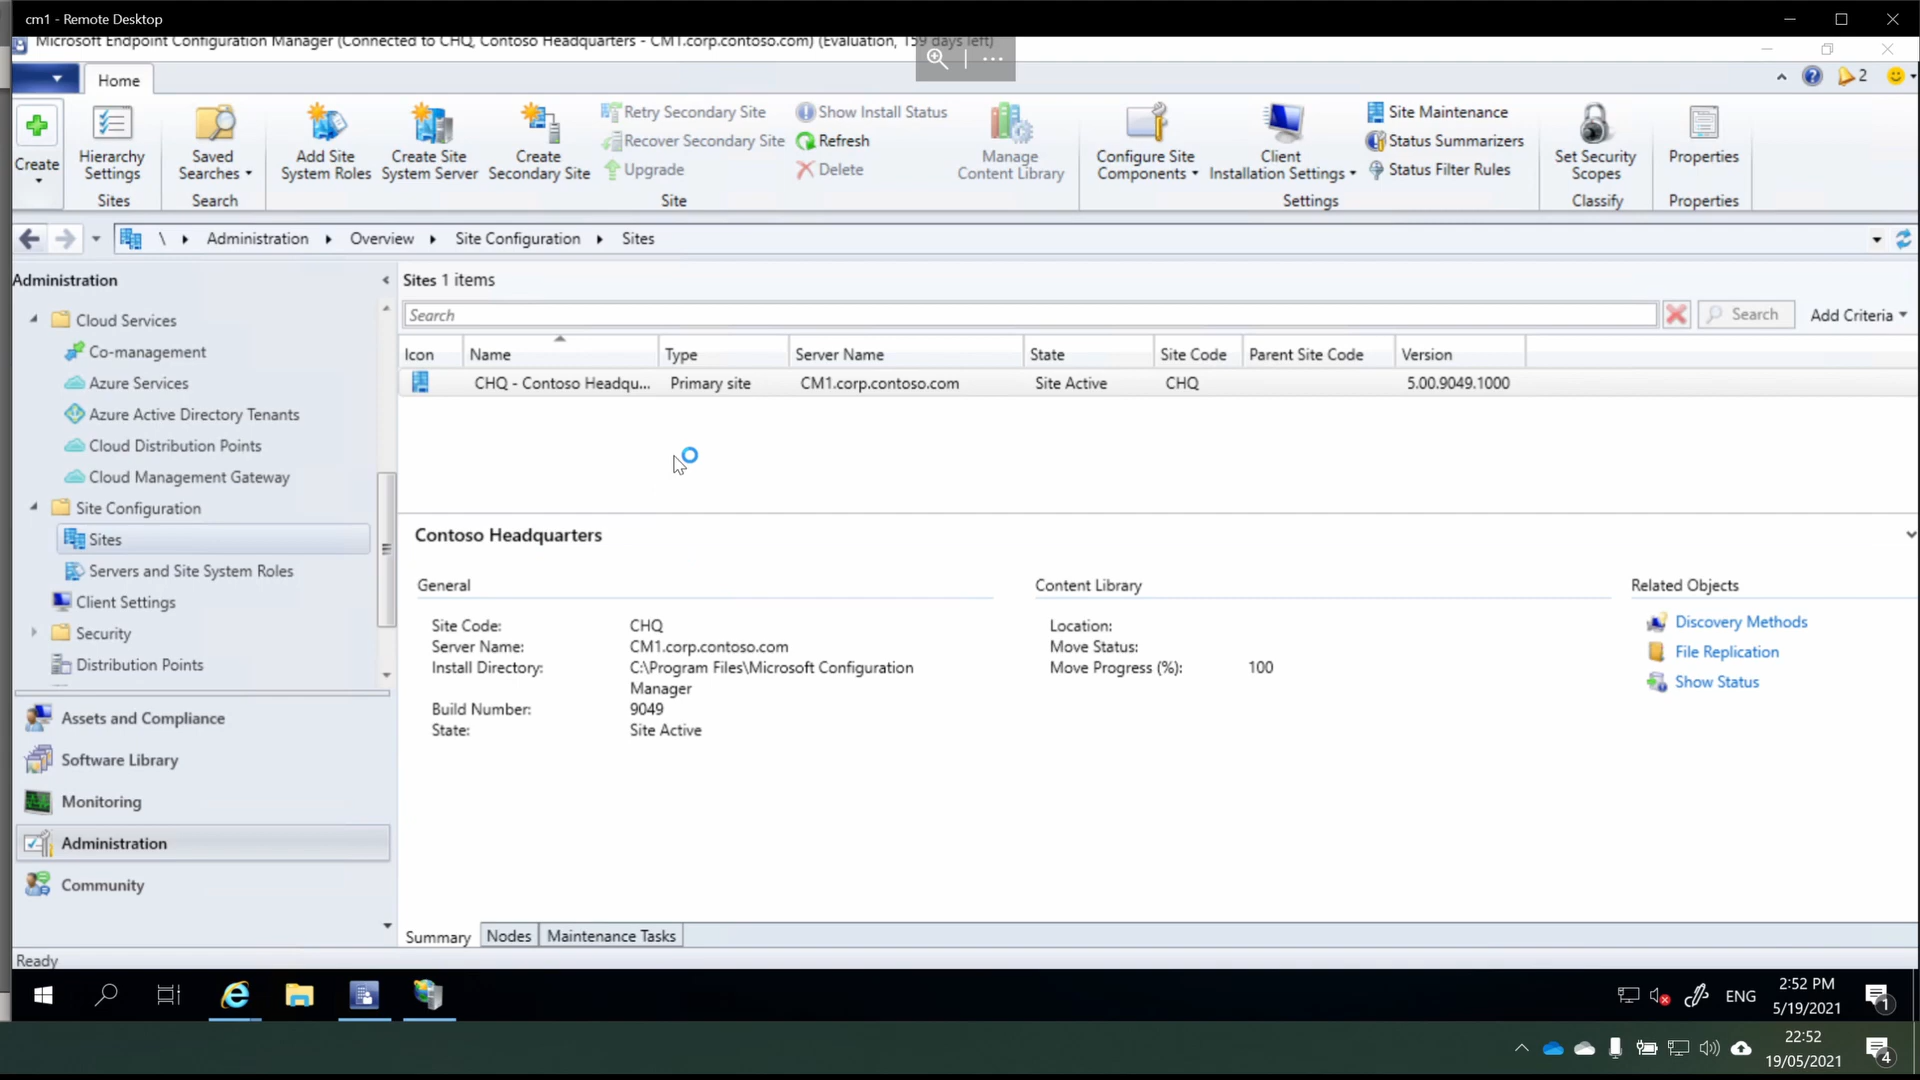 cm1 - Remote Desktop
Microsoft Endpoint Configuration Manager (Connected to CHQ, Contoso Headquarters - CM1.corp.contoso.com) (Evaluation, 159 days left)
Home
2
Create
Hierarchy
Settings
Sites
Saved
Searches
Search
Add Site
System Roles
Create Site
System Server
Create
Secondary Site
Retry Secondary Site
Recover Secondary Site
Upgrade
Show Install Status
Refresh
Delete
Manage
Content Library
Site
Configure Site
Components
Client
Installation Settings
Site Maintenance
Status Summarizers
Status Filter Rules
Settings
Set Security
Scopes
Classify
Properties
Properties
\ Administration Overview Site Configuration Sites
Administration
Cloud Services
Co-management
Azure Services
Azure Active Directory Tenants
Cloud Distribution Points
Cloud Management Gateway
Site Configuration
Sites
Servers and Site System Roles
Client Settings
Security
Distribution Points
Assets and Compliance
Software Library
Monitoring
Administration
Community
Sites 1 items
Search
Search
Add Criteria
Icon Name Type Server Name State Site Code Parent Site Code Version
CHQ - Contoso Headqu... Primary site CM1.corp.contoso.com Site Active CHQ 5.00.9049.1000
Contoso Headquarters
General
Site Code: CHQ
Server Name: CM1.corp.contoso.com
Install Directory: C:\Program Files\Microsoft Configuration
Manager
Build Number: 9049
State: Site Active
Content Library
Location:
Move Status:
Move Progress (%): 100
Related Objects
Discovery Methods
File Replication
Show Status
Summary Nodes Maintenance Tasks
Ready
ENG
2:52 PM
5/19/2021
1
22:52
19/05/2021
4